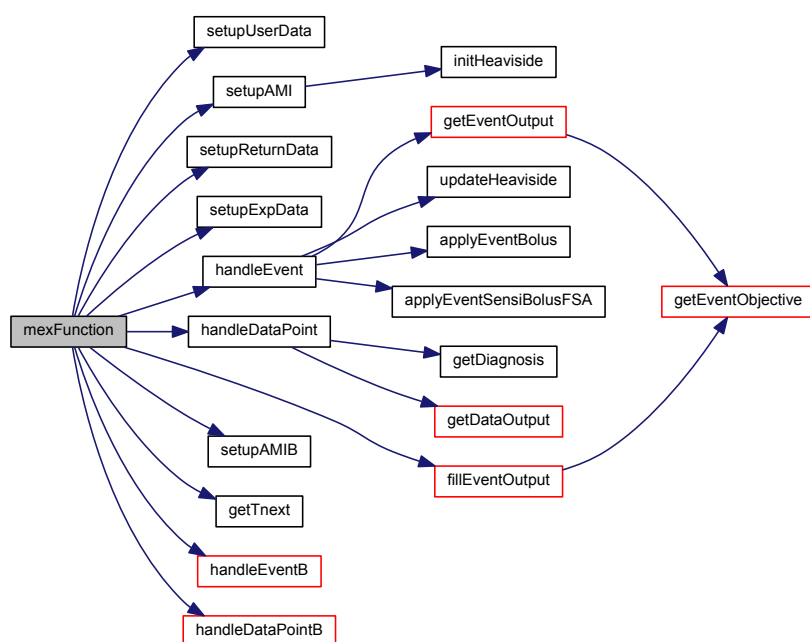 setupUserData
initHeaviside
setupAMI
getEventOutput
setupReturnData
updateHeaviside
setupExpData
applyEventBolus
handleEvent
applyEventSensiBolusFSA
getEventObjective
mexFunction
handleDataPoint
getDiagnosis
getDataOutput
setupAMIB
fillEventOutput
getTnext
handleEventB
handleDataPointB